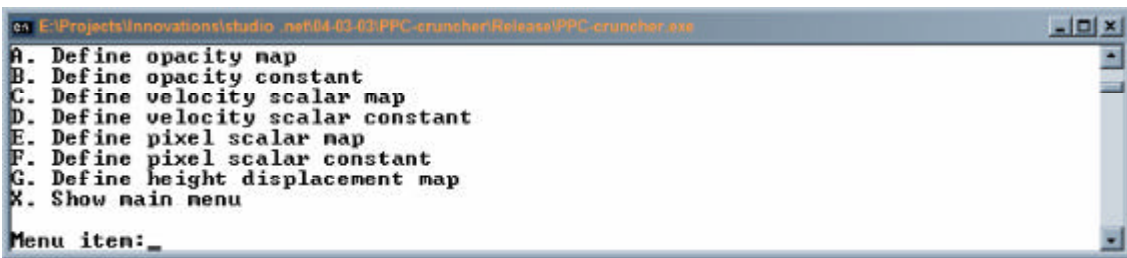 E:\Projects\Innovations\studio .net\04-03-03\PPC-cruncher\Release\PPC-cruncher.exe
A. Define opacity map
B. Define opacity constant
C. Define velocity scalar map
D. Define velocity scalar constant
E. Define pixel scalar map
F. Define pixel scalar constant
G. Define height displacement map
X. Show main menu
Menu item:_